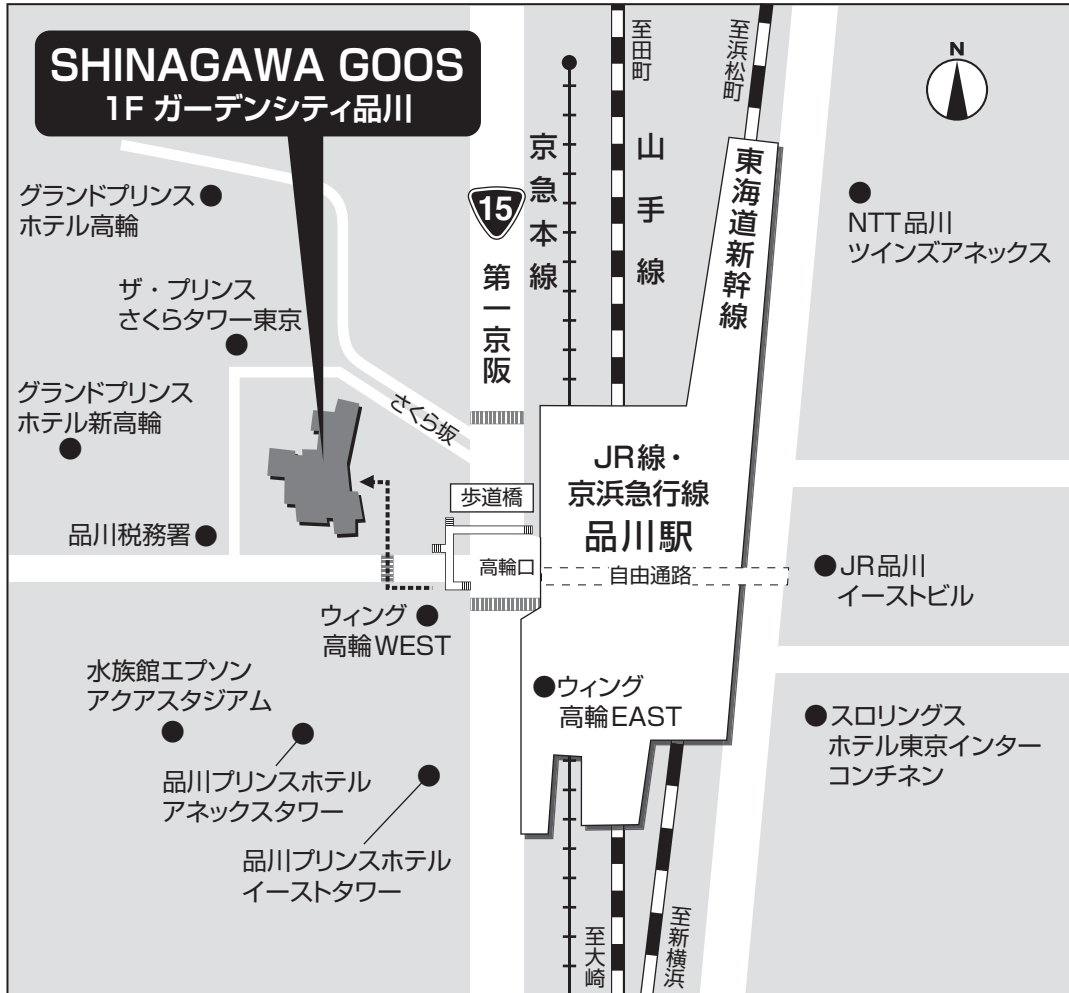 SHINAGAWA GOOS
1F ガーデンシティ品川
N
至田町
至浜松町
京急本線
山手線
東海道新幹線
15
第一京阪
グランドプリンス
ホテル高輪
NTT品川
ツインズアネックス
ザ・プリンス
さくらタワー東京
グランドプリンス
ホテル新高輪
さくら坂
JR線・
京浜急行線
品川駅
歩道橋
品川税務署
高輪口
自由通路
JR品川
イーストビル
ウィング
高輪WEST
水族館エプソン
アクアスタジアム
ウィング
高輪EAST
スロリングス
ホテル東京インター
コンチネン
品川プリンスホテル
アネックスタワー
品川プリンスホテル
イーストタワー
至大崎
至新横浜